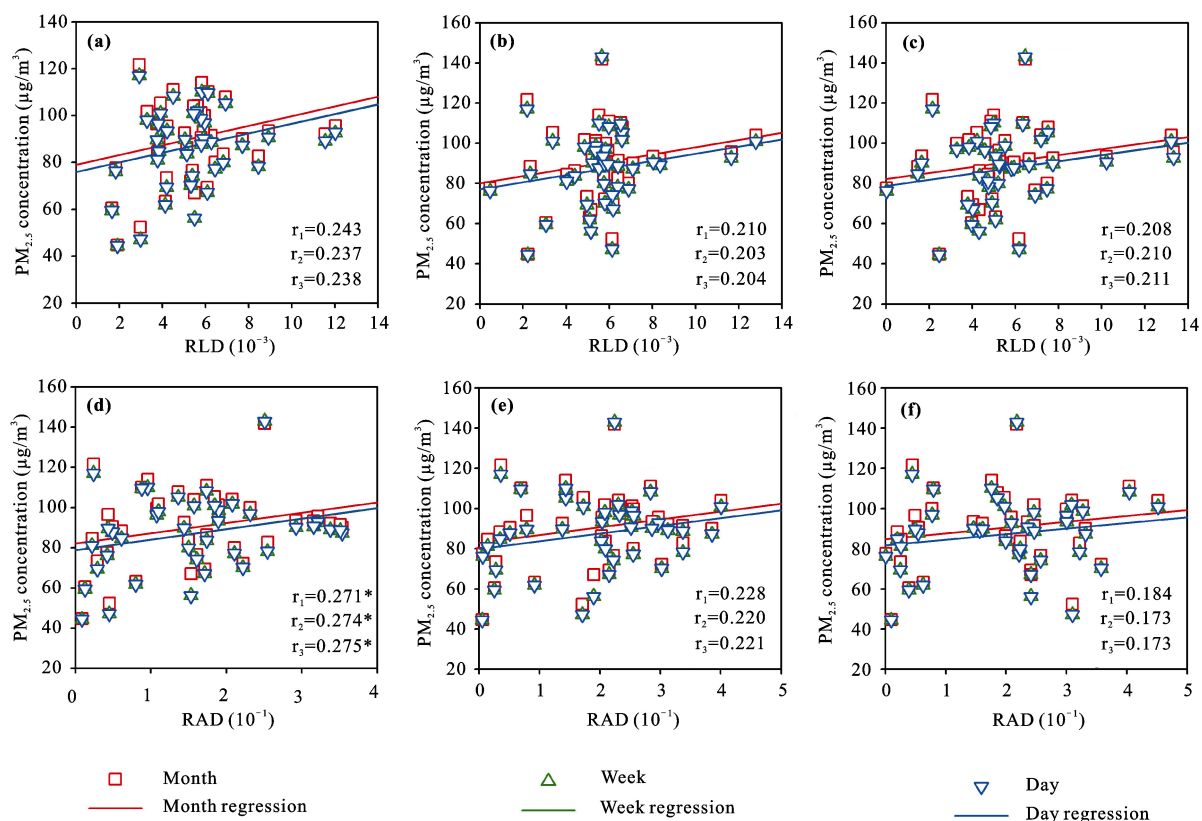 (a)
PM2.5 concentration (μg/m³)
140
120
100
80
60
40
20
r1=0.243
r2=0.237
r3=0.238
0 2 4 6 8 10 12 14
RLD (10⁻³)
(b)
PM2.5 concentration (μg/m³)
160
140
120
100
80
60
40
20
r1=0.210
r2=0.203
r3=0.204
0 2 4 6 8 10 12 14
RLD (10⁻³)
(c)
PM2.5 concentration (μg/m³)
160
140
120
100
80
60
40
20
r1=0.208
r2=0.210
r3=0.211
0 2 4 6 8 10 12 14
RLD ( 10⁻³)
(d)
PM2.5 concentration (μg/m³)
160
140
120
100
80
60
40
20
r1=0.271*
r2=0.274*
r3=0.275*
0 1 2 3 4
RAD (10⁻¹)
(e)
PM2.5 concentration (μg/m³)
160
140
120
100
80
60
40
20
r1=0.228
r2=0.220
r3=0.221
0 1 2 3 4 5
RAD (10⁻¹)
(f)
PM2.5 concentration (μg/m³)
160
140
120
100
80
60
40
20
r1=0.184
r2=0.173
r3=0.173
0 1 2 3 4 5
RAD (10⁻¹)
Month
Month regression
Week
Week regression
Day
Day regression